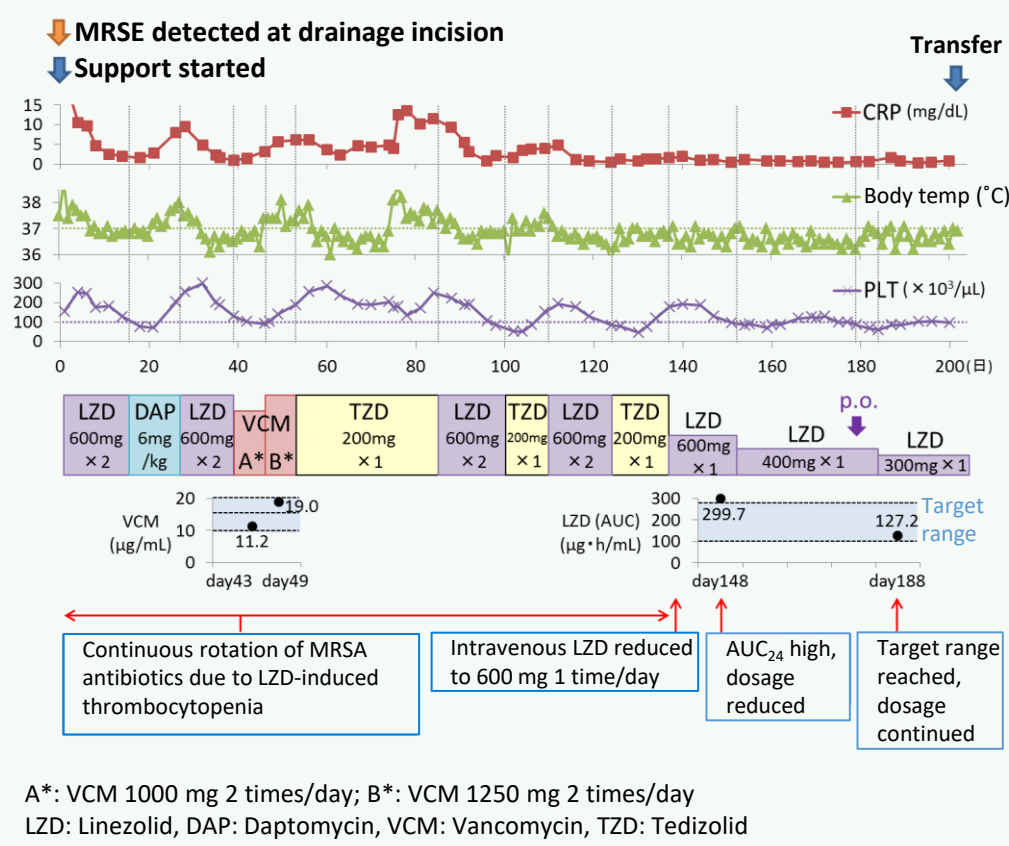 MRSE detected at drainage incision
Support started
Transfer
15
10
5
0
CRP (mg/dL)
38
37
36
Body temp (˚C)
300
200
100
0
PLT (×10³/μL)
0 20 40 60 80 100 120 140 160 180 200(日)
LZD
600mg
×2
DAP
6mg
/kg
LZD
600mg
×2
VCM
A* B*
TZD
200mg
×1
LZD
600mg
×2
TZD
200mg
×1
LZD
600mg
×2
TZD
200mg
×1
LZD
600mg
×1
LZD
400mg×1
p.o.
LZD
300mg×1
VCM
(μg/mL)
20
10
0
19.0
11.2
day43 day49
LZD (AUC)
(μg・h/mL)
300
200
100
0
299.7
127.2
Target
range
day148 day188
Continuous rotation of MRSA
antibiotics due to LZD-induced
thrombocytopenia
Intravenous LZD reduced
to 600 mg 1 time/day
AUC₂₄ high,
dosage
reduced
Target range
reached,
dosage
continued
A*: VCM 1000 mg 2 times/day; B*: VCM 1250 mg 2 times/day
LZD: Linezolid, DAP: Daptomycin, VCM: Vancomycin, TZD: Tedizolid